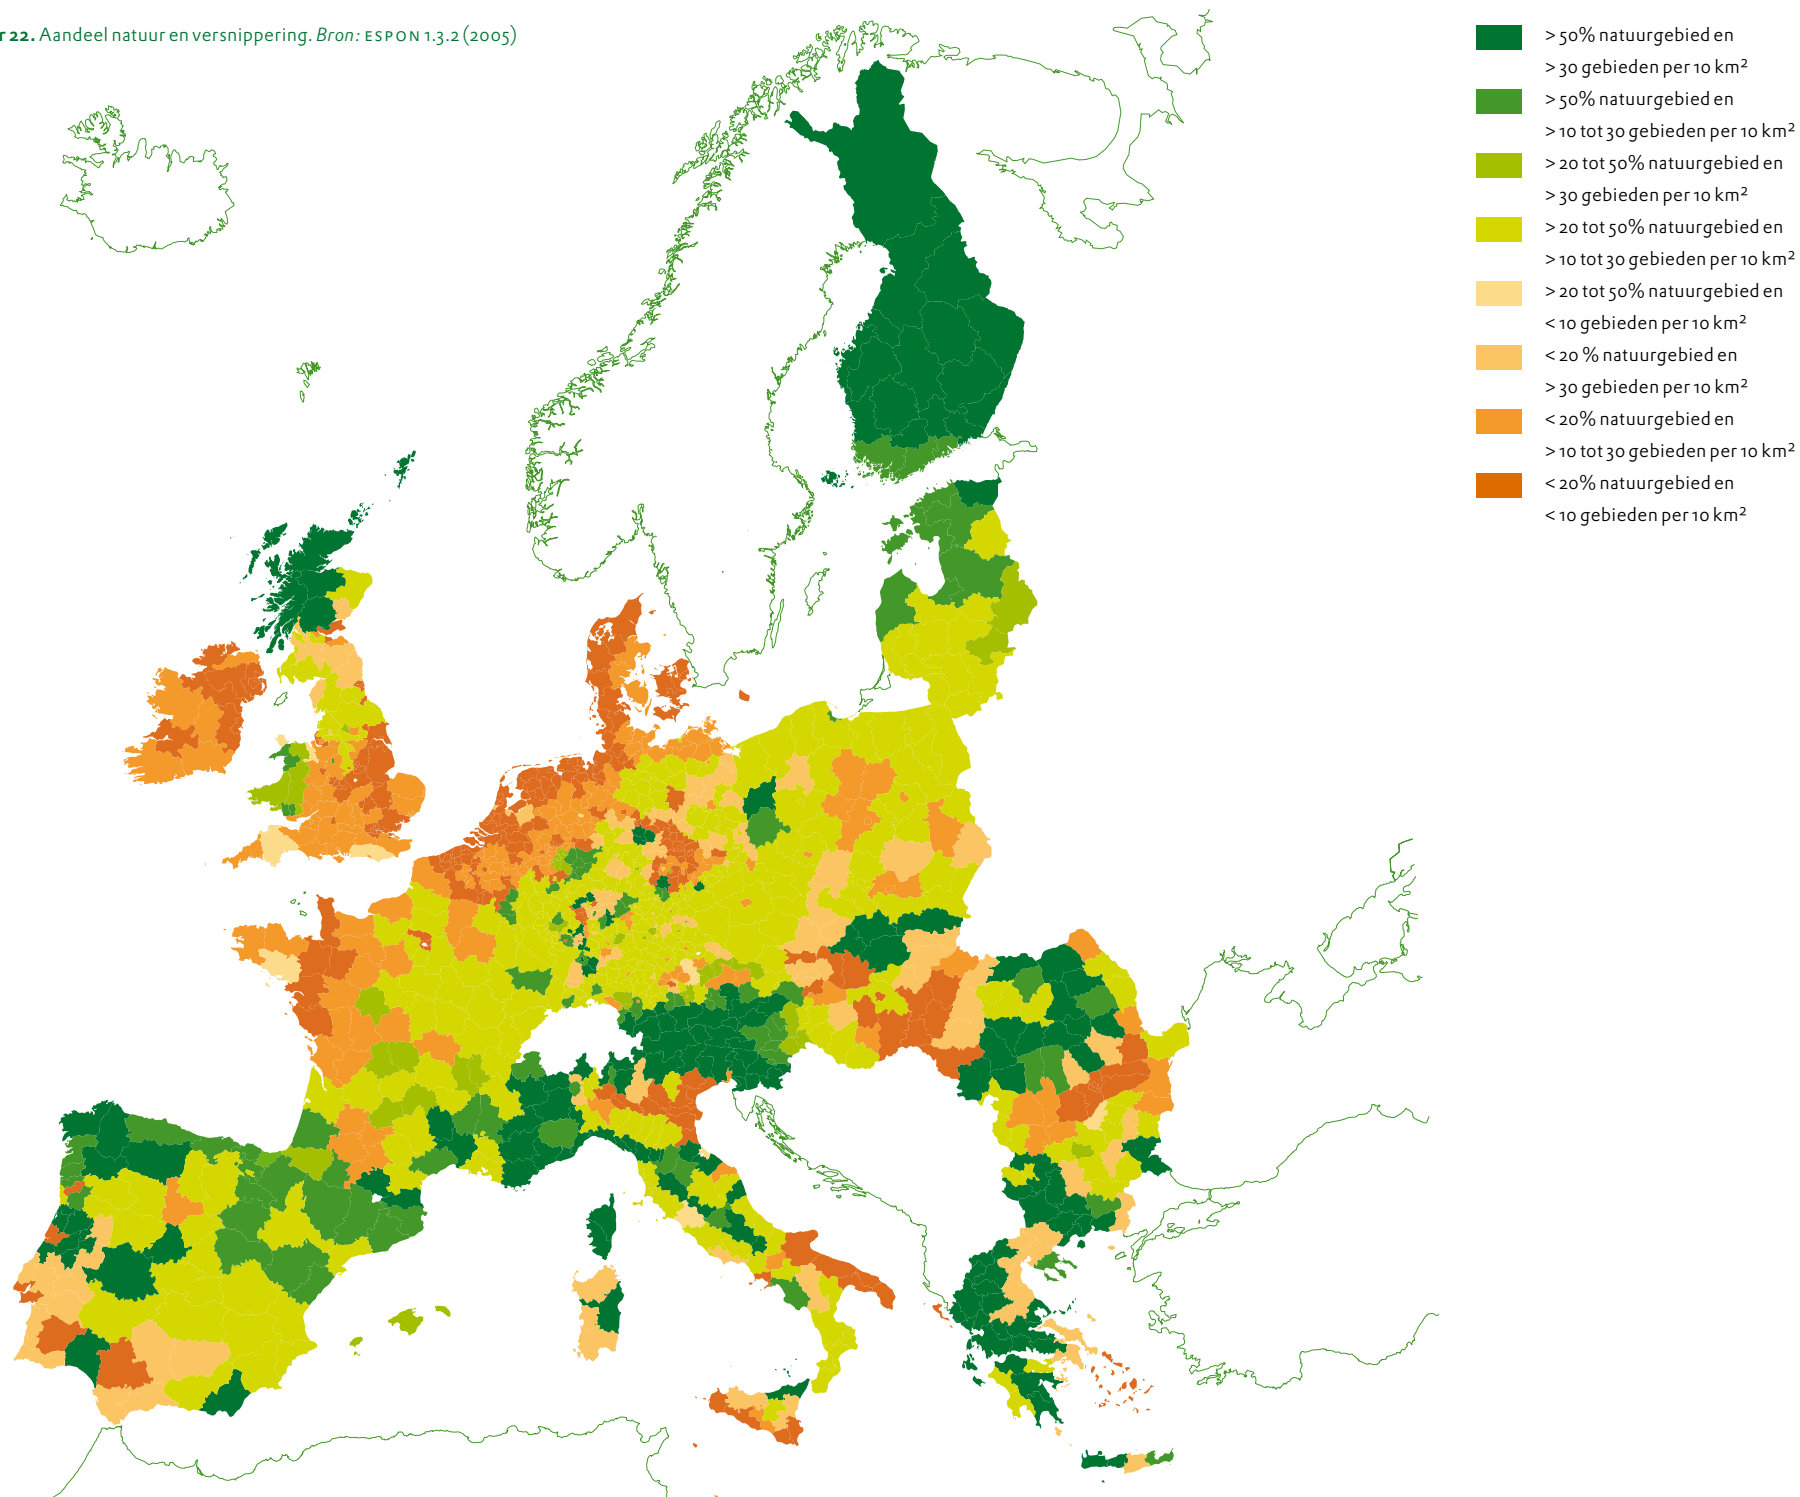 22. Aandeel natuur en versnippering. Bron: ESPON 1.3.2 (2005)
> 50% natuurgebied en
> 30 gebieden per 10 km²
> 50% natuurgebied en
> 10 tot 30 gebieden per 10 km²
> 20 tot 50% natuurgebied en
> 30 gebieden per 10 km²
> 20 tot 50% natuurgebied en
> 10 tot 30 gebieden per 10 km²
> 20 tot 50% natuurgebied en
< 10 gebieden per 10 km²
< 20 % natuurgebied en
> 30 gebieden per 10 km²
< 20% natuurgebied en
> 10 tot 30 gebieden per 10 km²
< 20% natuurgebied en
< 10 gebieden per 10 km²